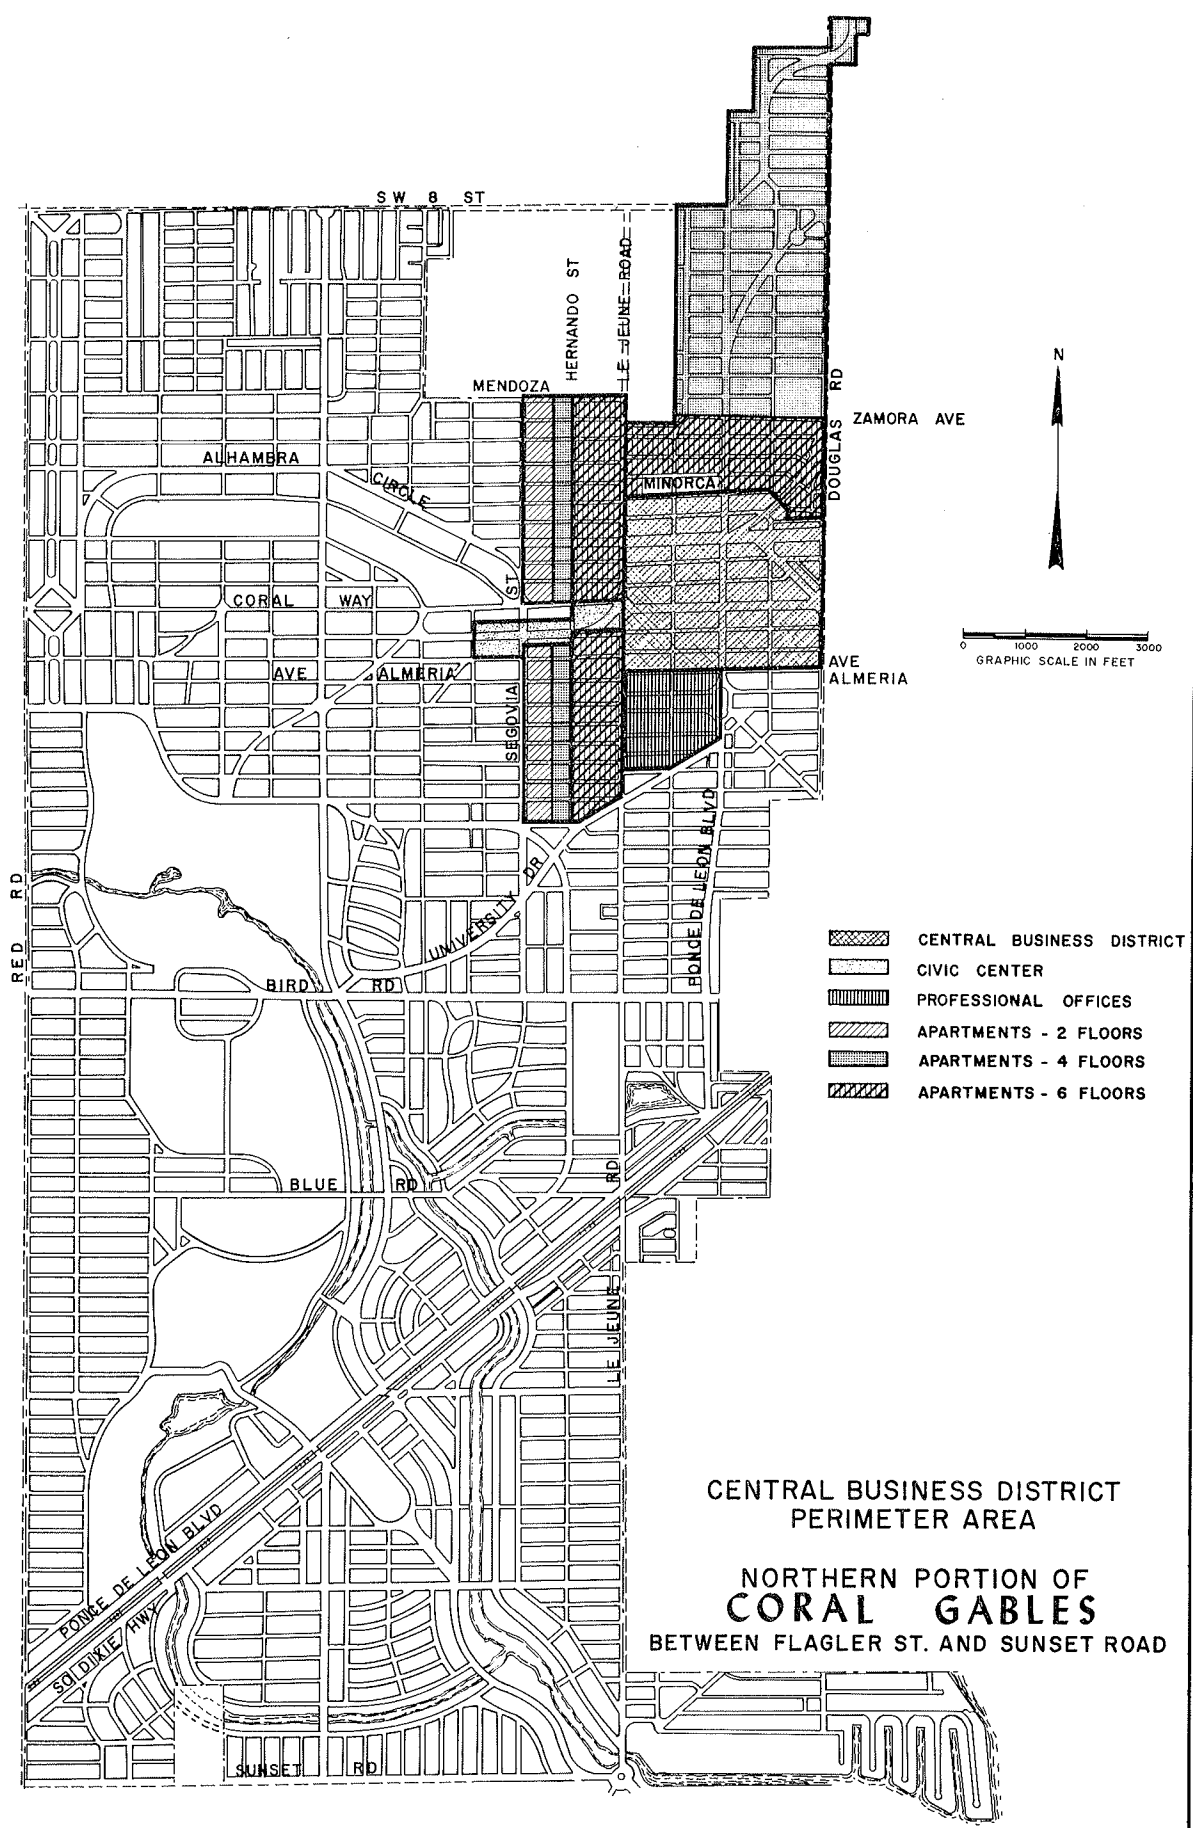 SW 8 ST
HERNANDO ST
LE JEUNE ROAD
MENDOZA
DOUGLAS RD
ZAMORA AVE
N
ALHAMBRA
CIRCLE
MINORCA
CORAL WAY
ST
0 1000 2000 3000
GRAPHIC SCALE IN FEET
AVE ALMERIA
AVE
ALMERIA
SEGOVIA
PONCE DE LEON BLVD
RED RD
UNIVERSITY DR
BIRD RD
CENTRAL BUSINESS DISTRICT
CIVIC CENTER
PROFESSIONAL OFFICES
APARTMENTS - 2 FLOORS
APARTMENTS - 4 FLOORS
APARTMENTS - 6 FLOORS
BLUE RD
LE JEUNE RD
PONCE DE LEON BLVD
SO DIXIE HWY
SUNSET RD
CENTRAL BUSINESS DISTRICT
PERIMETER AREA
NORTHERN PORTION OF
CORAL GABLES
BETWEEN FLAGLER ST. AND SUNSET ROAD